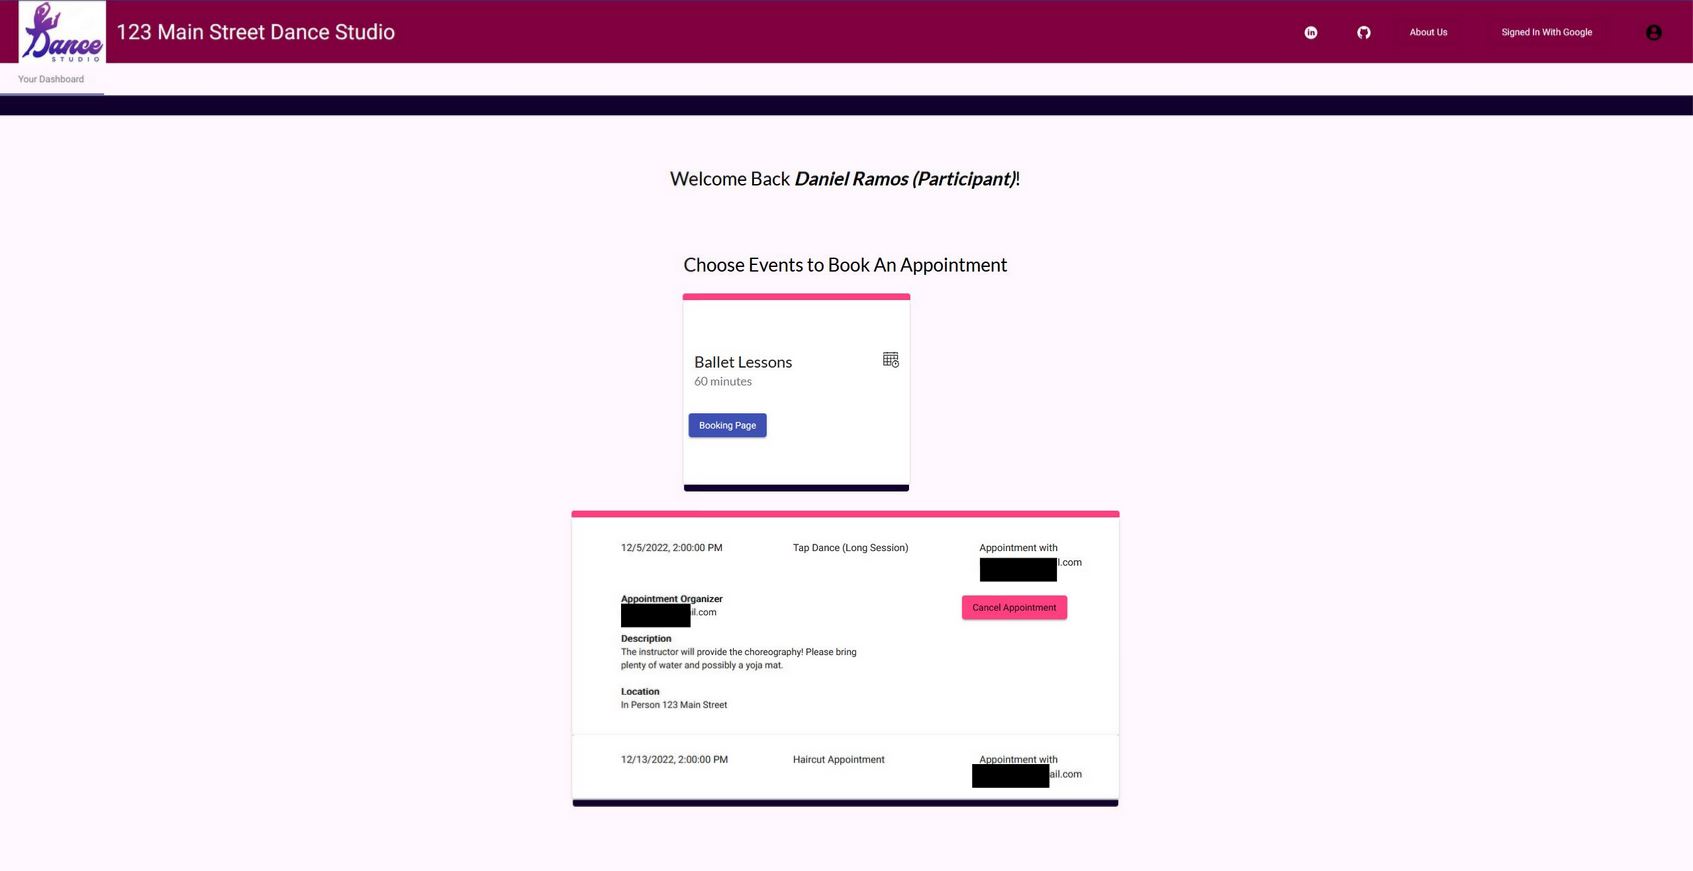 Dance
STUDIO
123 Main Street Dance Studio
in
About Us
Signed In With Google
Your Dashboard
Welcome Back Daniel Ramos (Participant)!
Choose Events to Book An Appointment
Ballet Lessons
60 minutes
Booking Page
12/5/2022, 2:00:00 PM
Tap Dance (Long Session)
Appointment with
l.com
Appointment Organizer
il.com
Cancel Appointment
Description
The instructor will provide the choreography! Please bring
plenty of water and possibly a yoja mat.
Location
In Person 123 Main Street
12/13/2022, 2:00:00 PM
Haircut Appointment
Appointment with
ail.com